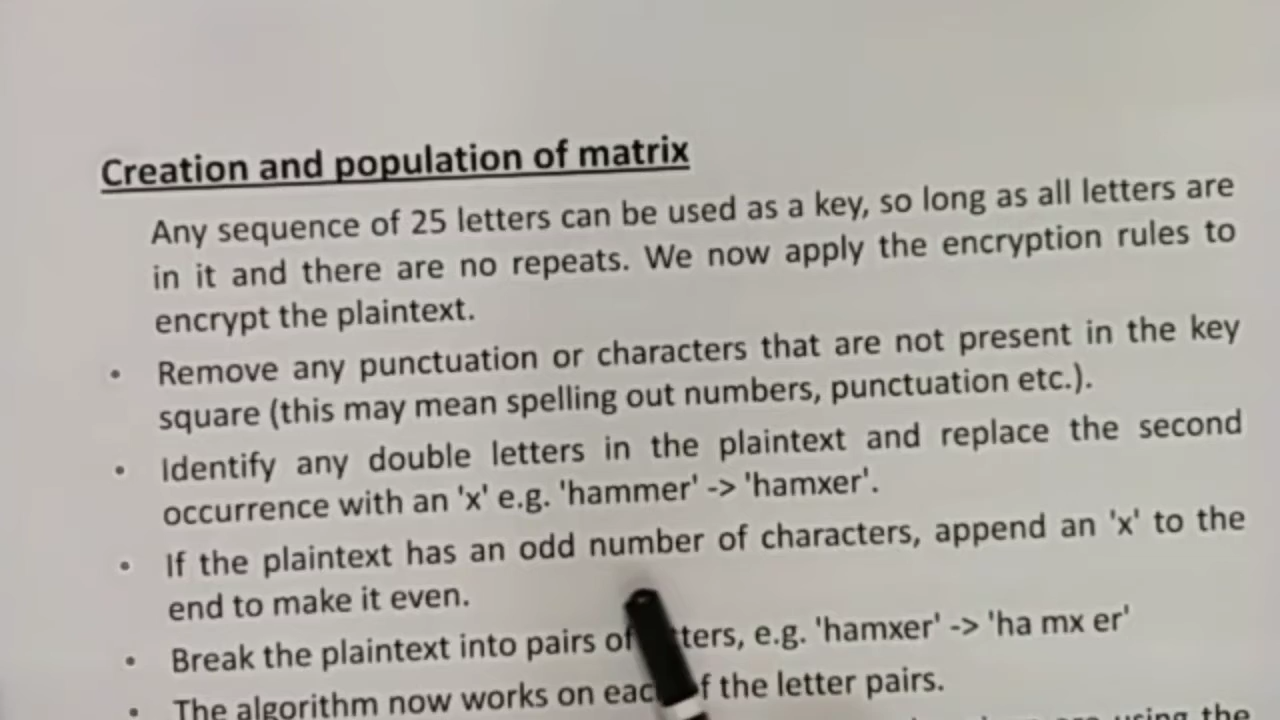 Creation and population of matrix
Any sequence of 25 letters can be used as a key, so long as all letters are
in it and there are no repeats. We now apply the encryption rules to
encrypt the plaintext.
• Remove any punctuation or characters that are not present in the key
square (this may mean spelling out numbers, punctuation etc.).
• Identify any double letters in the plaintext and replace the second
occurrence with an 'x' e.g. 'hammer' -> 'hamxer'.
• If the plaintext has an odd number of characters, append an 'x' to the
end to make it even.
• Break the plaintext into pairs of ters, e.g. 'hamxer' -> 'ha mx er'
• The algorithm now works on eac f the letter pairs.
using the